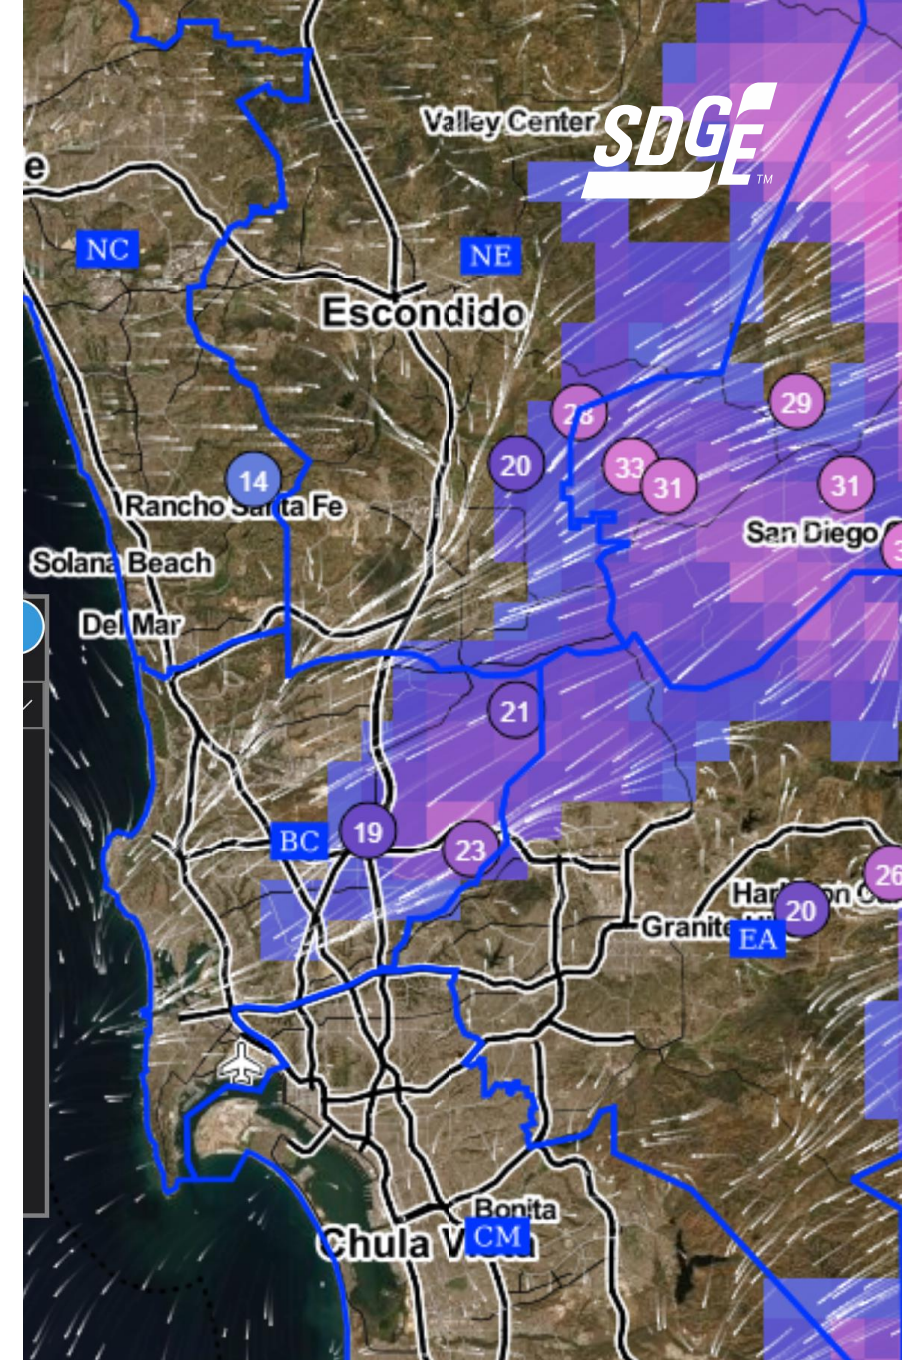 Valley Center
SDGE
TM
e
NC
NE
Escondido
28
29
20
33
31
31
14
Rancho Santa Fe
San Diego
Solana Beach
Del Mar
21
19
BC
23
26
20
Granite
EA
Bonita
Chula
CM